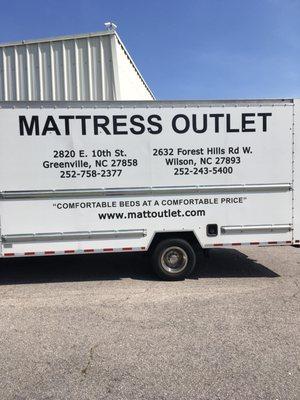 MATTRESS OUTLET
2820 E. 10th St.
Greenville, NC 27858
252-758-2377
2632 Forest Hills Rd W.
Wilson, NC 27893
252-243-5400
"COMFORTABLE BEDS AT A COMFORTABLE PRICE"
www.mattoutlet.com